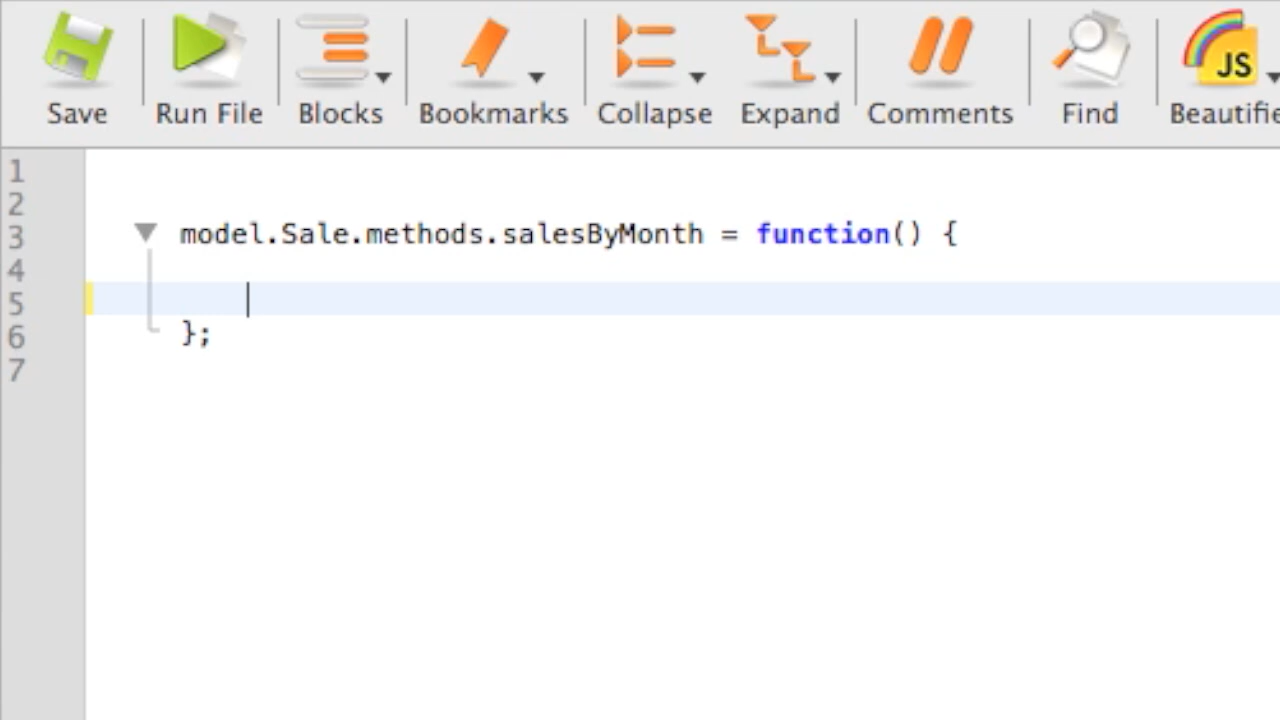 Save Run File Blocks Bookmarks Collapse Expand Comments Find Beautifie
JS
1
2
3 model.Sale.methods.salesByMonth = function() {
4
5
6 };
7